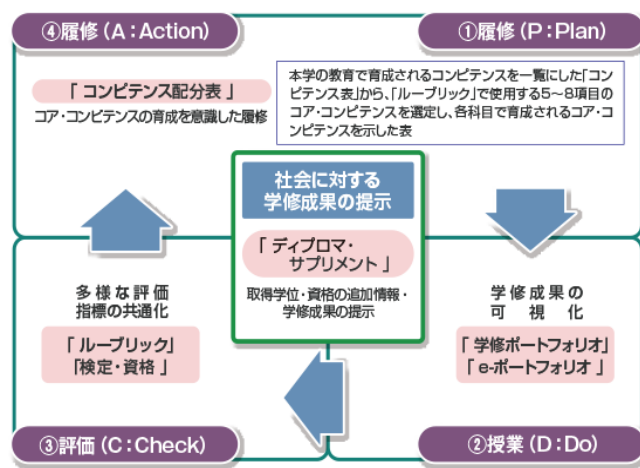 ④履修(A:Action)
①履修(P:Plan)
「コンピテンス配分表」
コア・コンピテンスの育成を意識した履修
本学の教育で育成されるコンピテンスを一覧にした「コン
ピテンス表」から、「ルーブリック」で使用する5~8項目の
コア・コンピテンスを選定し、各科目で育成されるコア・コ
ンピテンスを示した表
社会に対する
学修成果の提示
「ディプロマ・
サプリメント」
取得学位・資格の追加情報・
学修成果の提示
多様な評価
指標の共通化
「ルーブリック」
「検定・資格」
学修成果の
可視化
「学修ポートフォリオ」
「e-ポートフォリオ」
③評価(C:Check)
②授業(D:Do)